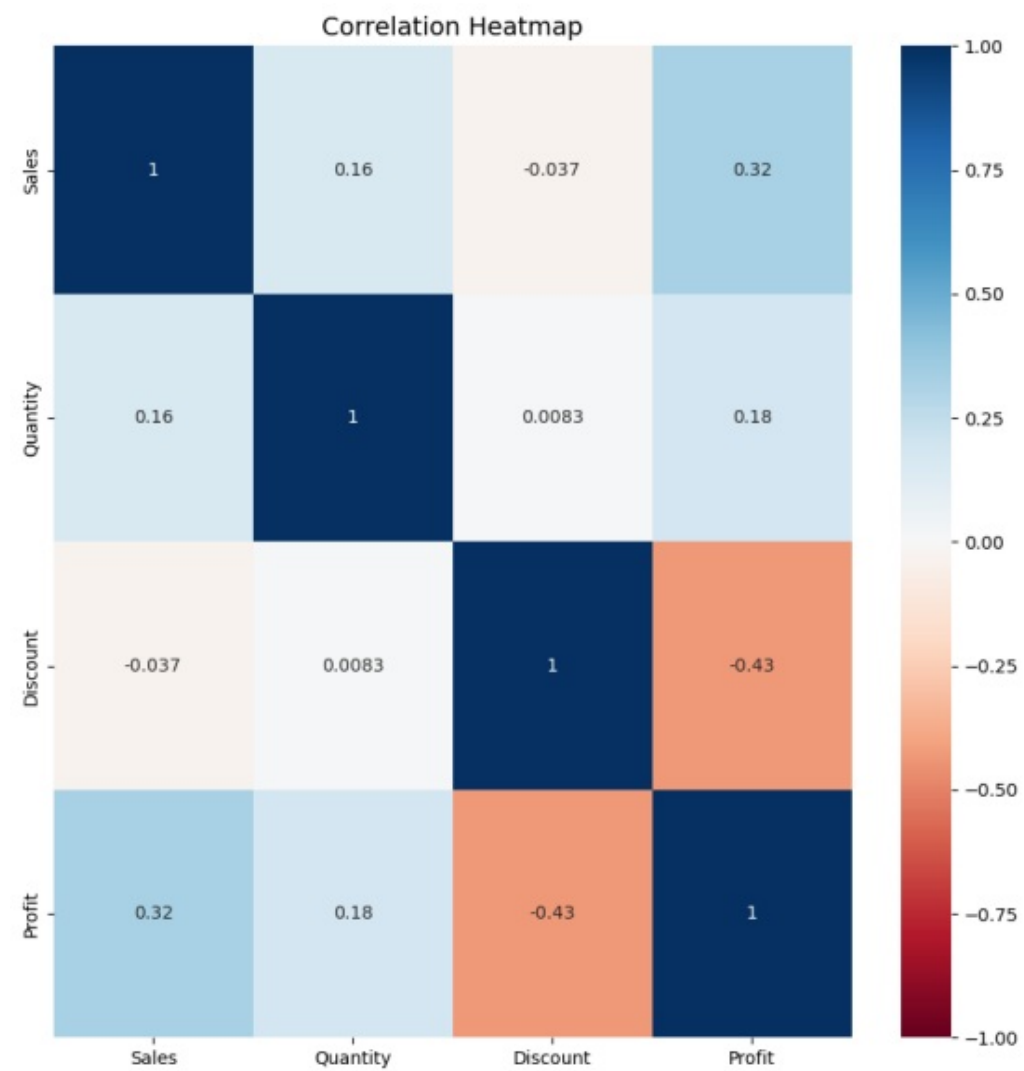 Correlation Heatmap
Sales
1
0.16
-0.037
0.32
Quantity
0.16
1
0.0083
0.18
Discount
-0.037
0.0083
1
-0.43
Profit
0.32
0.18
-0.43
1
Sales
Quantity
Discount
Profit
1.00
0.75
0.50
0.25
0.00
−0.25
−0.50
−0.75
−1.00